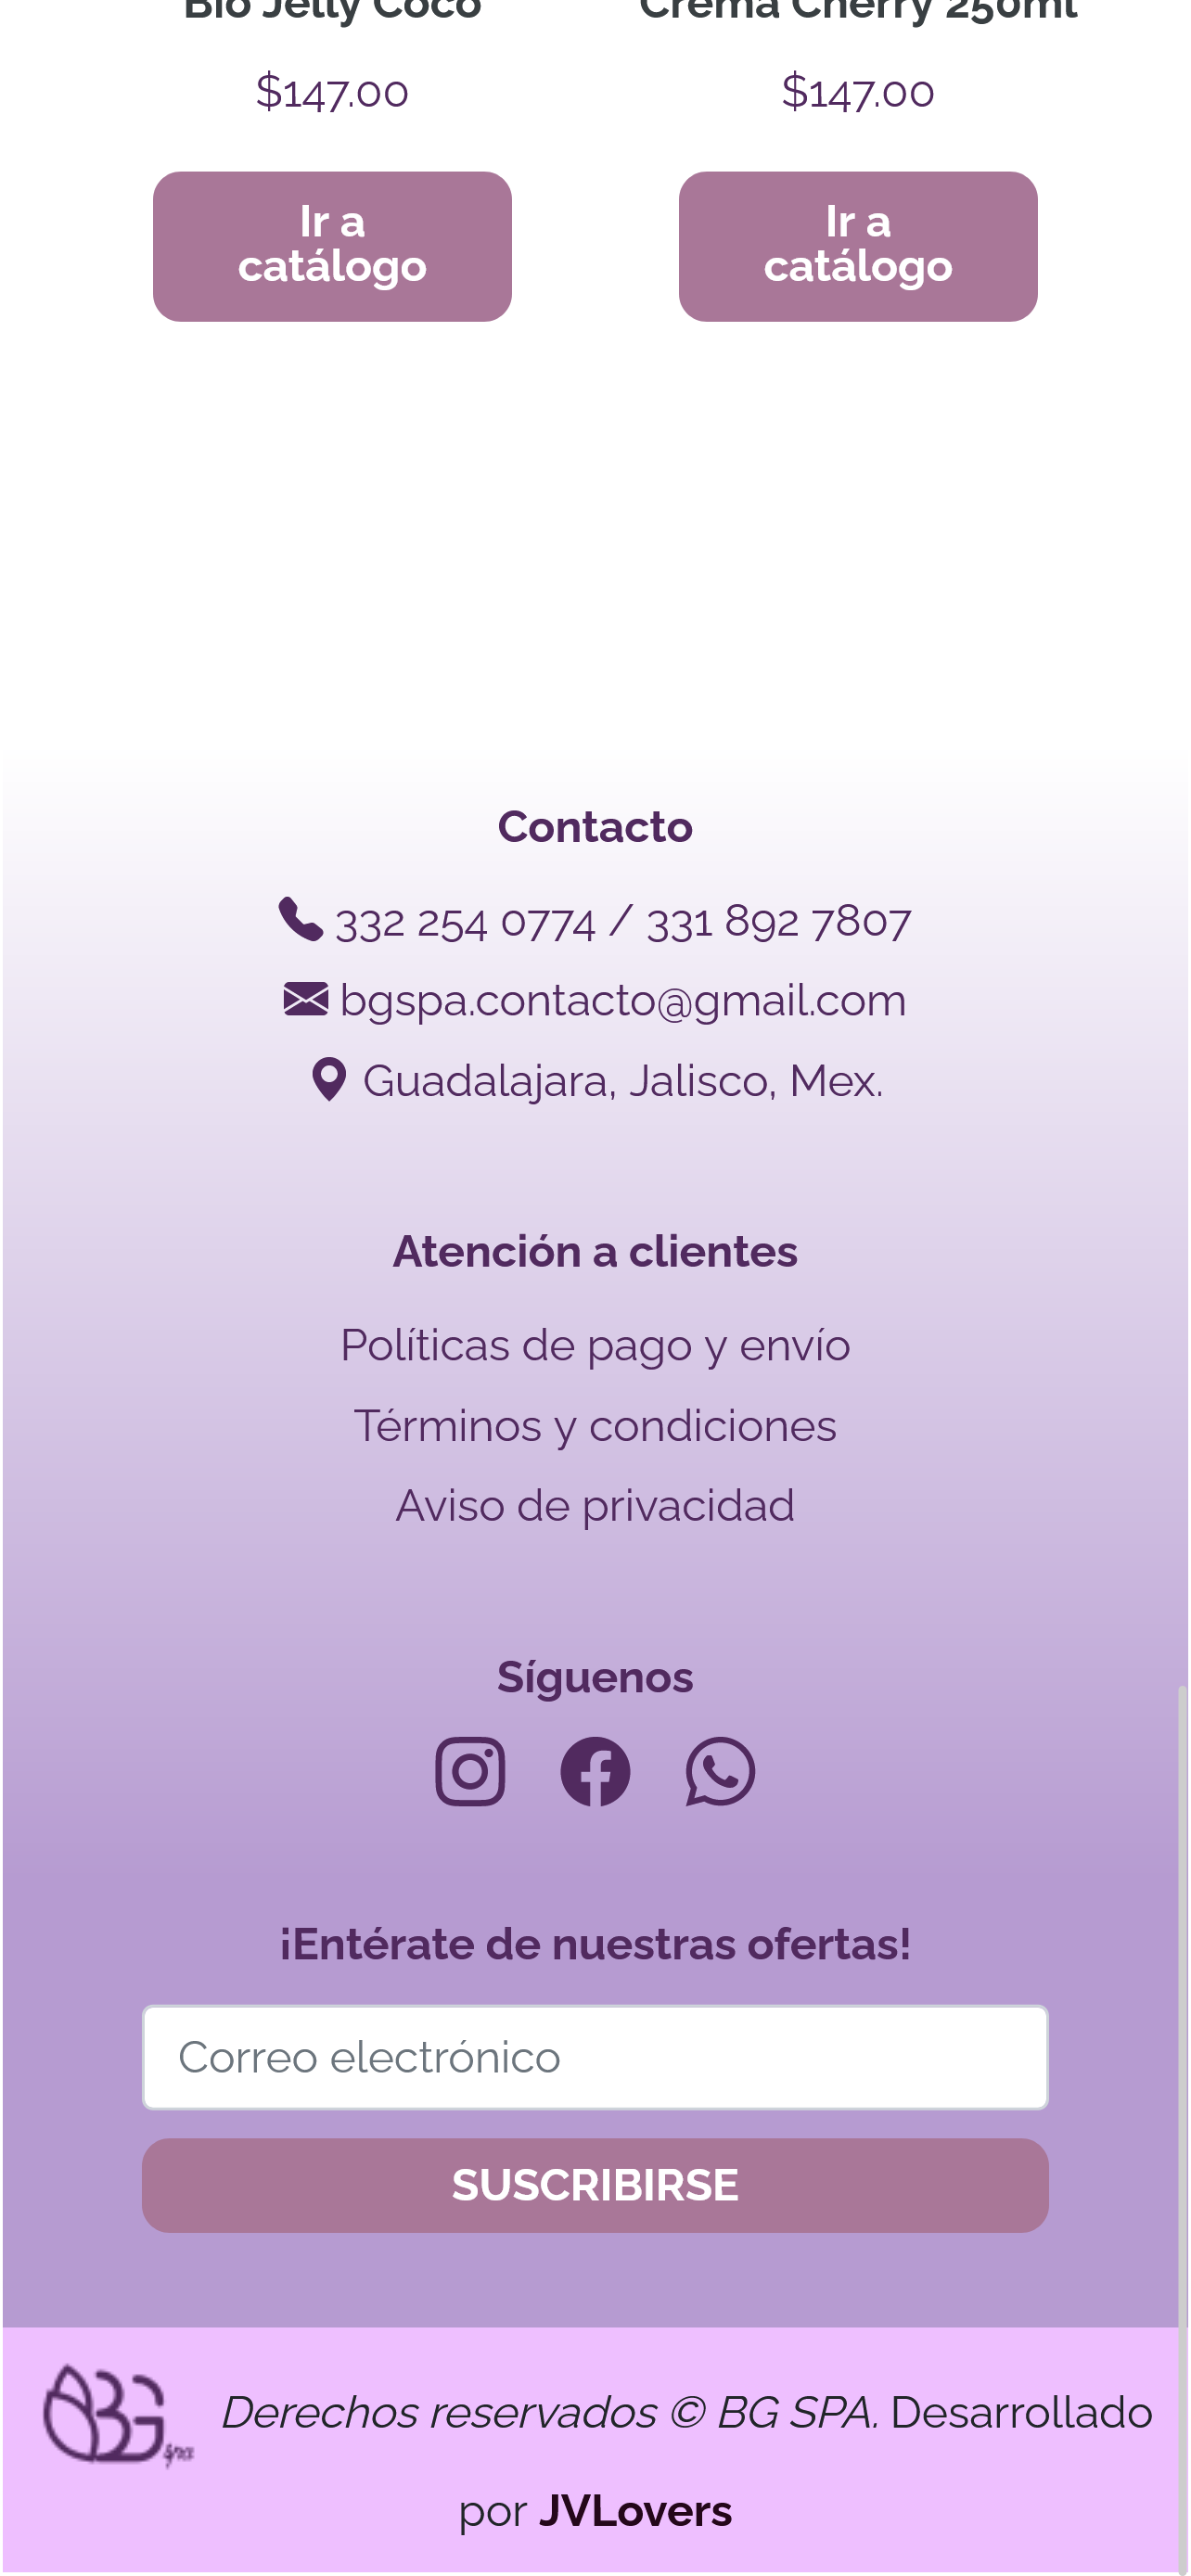 Bio Jelly Coco
Crema Cherry 250ml
$147.00
$147.00
Ir a
catálogo
Ir a
catálogo
Contacto
332 254 0774 / 331 892 7807
bgspa.contacto@gmail.com
Guadalajara, Jalisco, Mex.
Atención a clientes
Políticas de pago y envío
Términos y condiciones
Aviso de privacidad
Síguenos
¡Entérate de nuestras ofertas!
Correo electrónico
SUSCRIBIRSE
BG
spa
Derechos reservados © BG SPA. Desarrollado
por JVLovers